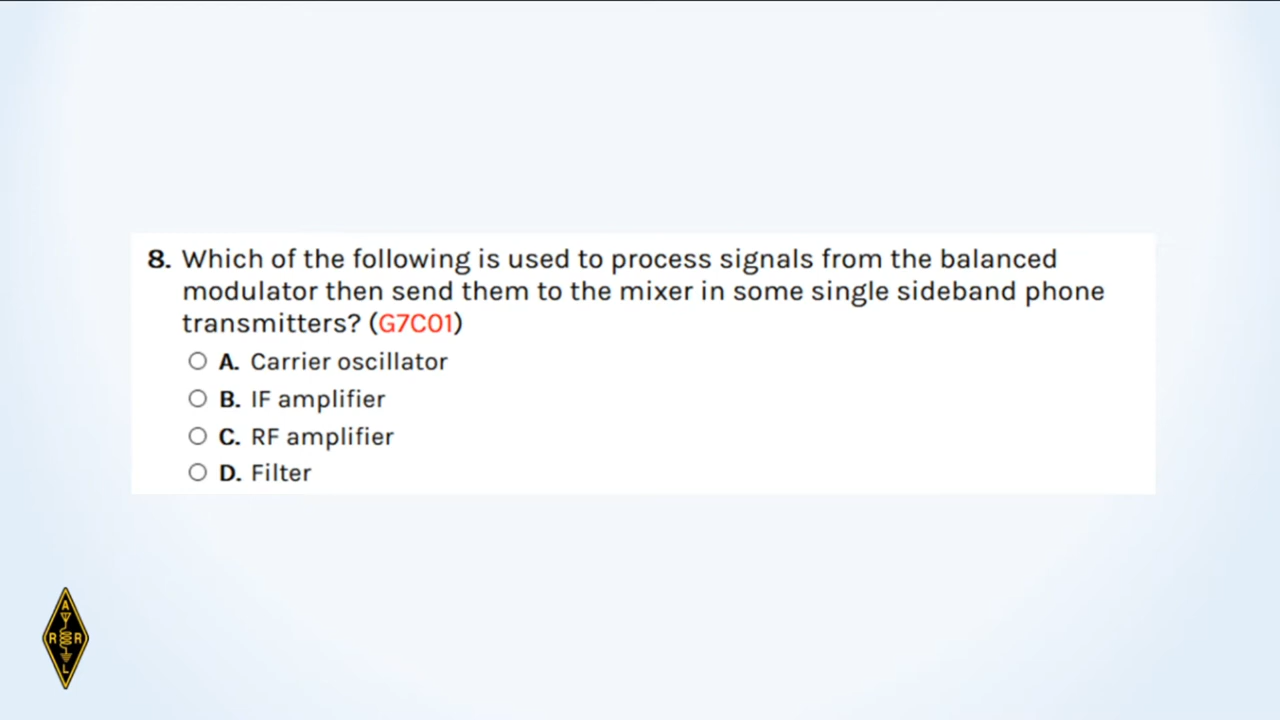 8. Which of the following is used to process signals from the balanced
modulator then send them to the mixer in some single sideband phone
transmitters? (G7C01)
A. Carrier oscillator
B. IF amplifier
C. RF amplifier
D. Filter
A
R R
L